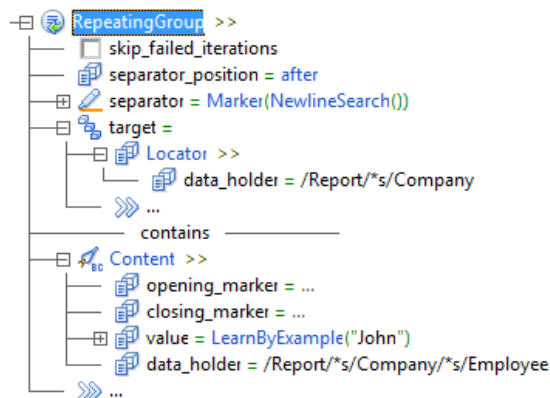 RepeatingGroup >>
skip_failed_iterations
separator_position = after
separator = Marker(NewlineSearch())
target =
Locator >>
data_holder = /Report/*s/Company
...
contains
BC Content >>
opening_marker = ...
closing_marker = ...
value = LearnByExample("John")
data_holder = /Report/*s/Company/*s/Employee
...